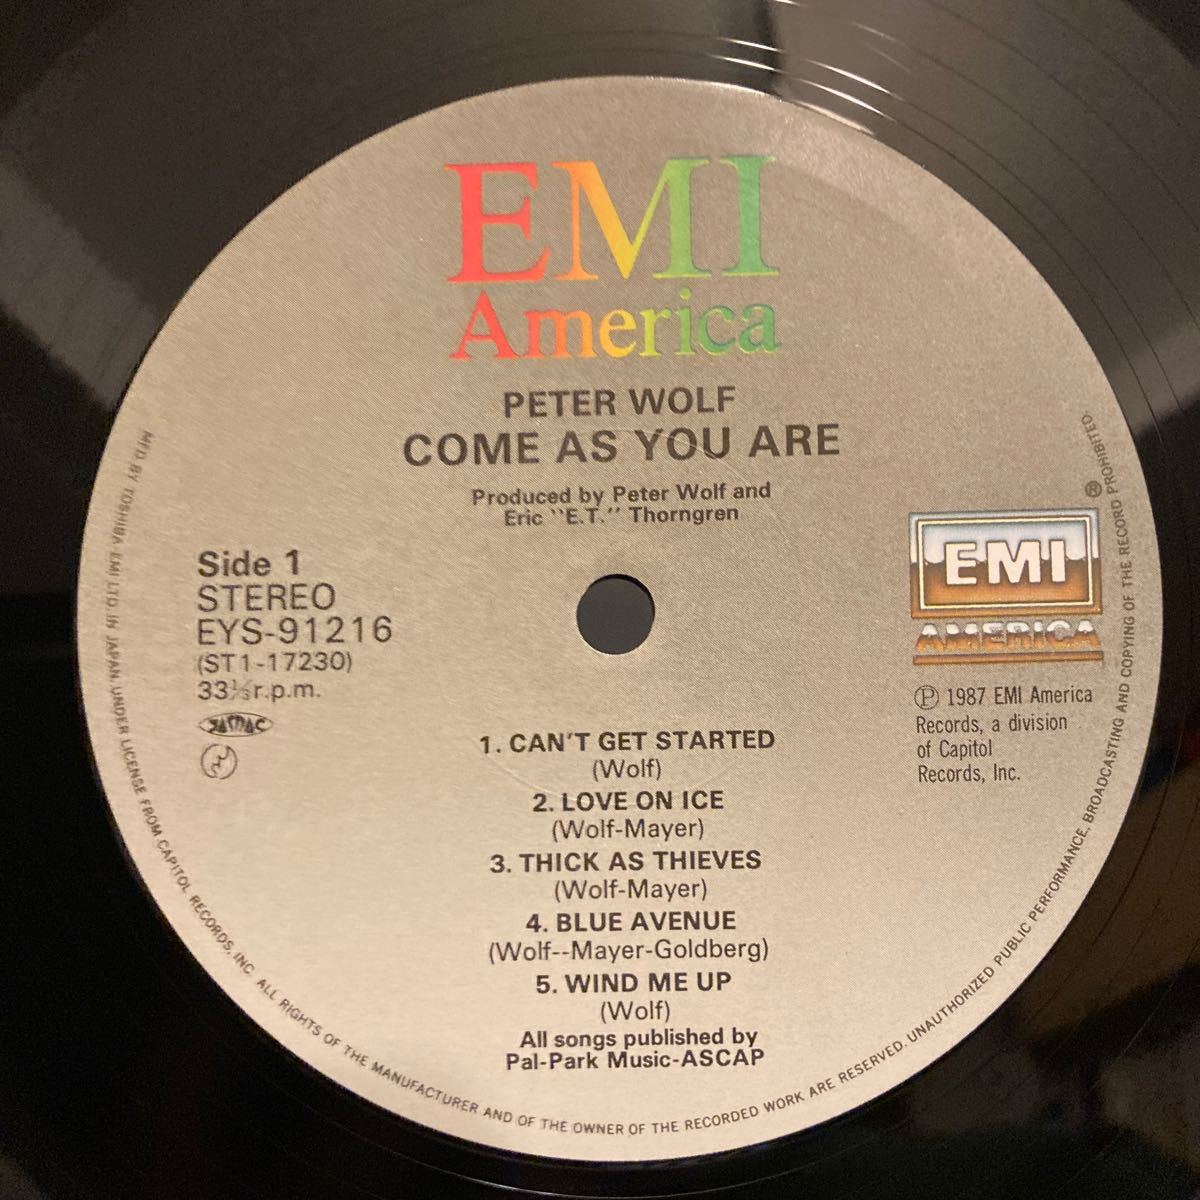 EMI
America
PETER WOLF
COME AS YOU ARE
Produced by Peter Wolf and
Eric "E.T." Thorngren
Side 1
STEREO
EYS-91216
(ST1-17230)
33⅓r.p.m.
EMI
AMERICA
Ⓟ 1987 EMI America
Records, a division
of Capitol
Records, Inc.
1. CAN'T GET STARTED
(Wolf)
2. LOVE ON ICE
(Wolf-Mayer)
3. THICK AS THIEVES
(Wolf-Mayer)
4. BLUE AVENUE
(Wolf--Mayer-Goldberg)
5. WIND ME UP
(Wolf)
All songs published by
Pal-Park Music-ASCAP
MFD. BY TOSHIBA-EMI LTD. IN JAPAN. UNDER LICENSE FROM CAPITOL RECORDS, INC. ALL RIGHTS OF THE MANUFACTURER AND OF THE OWNER OF THE RECORDED WORK ARE RESERVED. UNAUTHORIZED PUBLIC PERFORMANCE, BROADCASTING AND COPYING OF THE RECORD PROHIBITED. ®